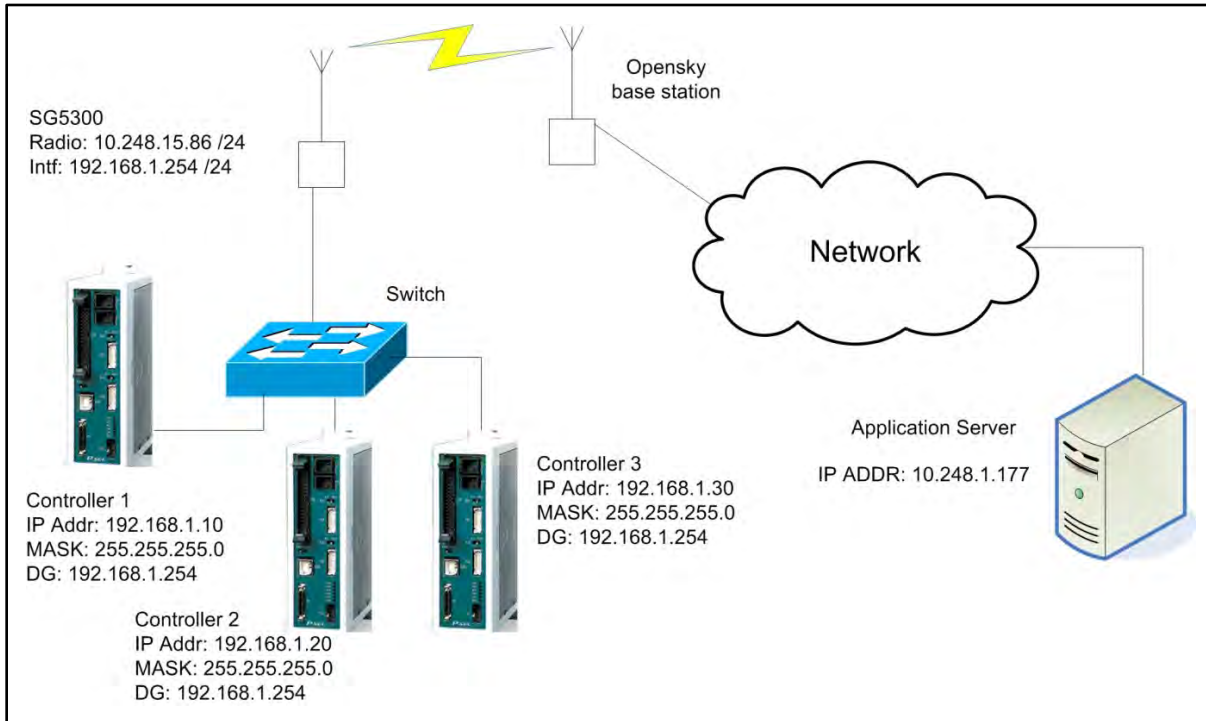 Opensky
base station
SG5300
Radio: 10.248.15.86 /24
Intf: 192.168.1.254 /24
Network
Switch
Application Server
IP ADDR: 10.248.1.177
Controller 1
IP Addr: 192.168.1.10
MASK: 255.255.255.0
DG: 192.168.1.254
Controller 2
IP Addr: 192.168.1.20
MASK: 255.255.255.0
DG: 192.168.1.254
Controller 3
IP Addr: 192.168.1.30
MASK: 255.255.255.0
DG: 192.168.1.254